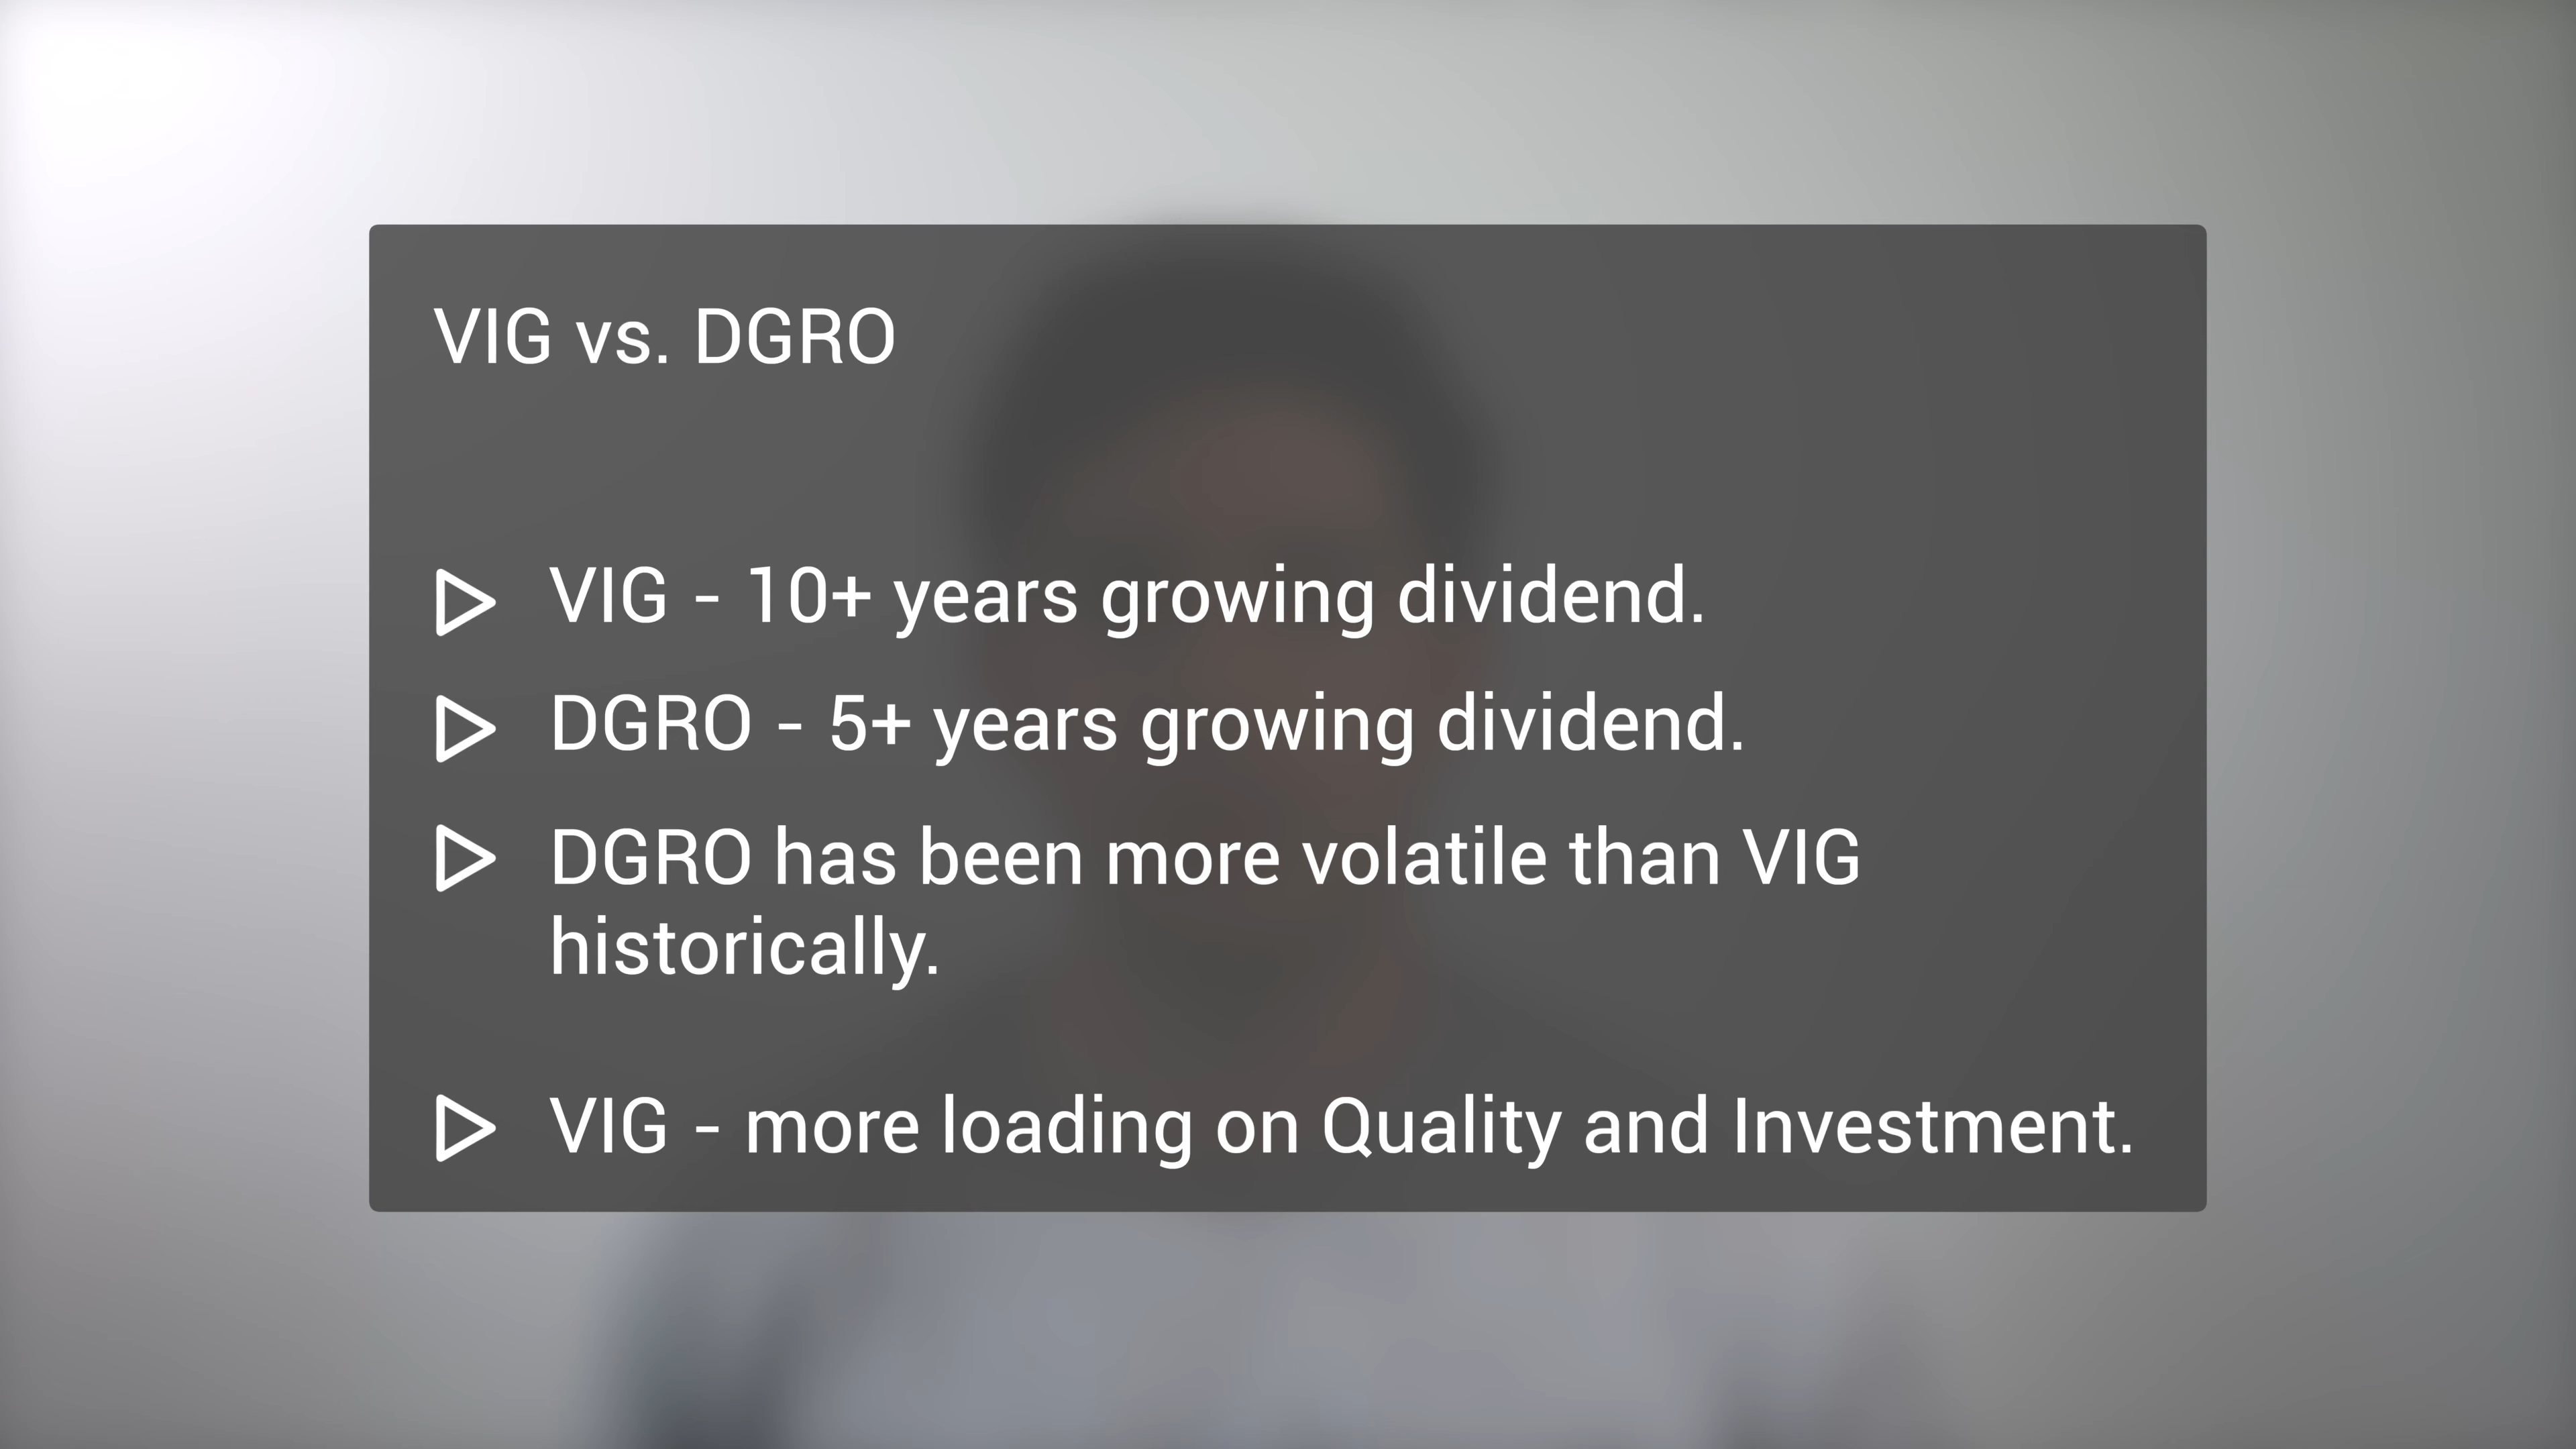 VIG vs. DGRO
VIG - 10+ years growing dividend.
DGRO - 5+ years growing dividend.
DGRO has been more volatile than VIG
historically.
VIG - more loading on Quality and Investment.